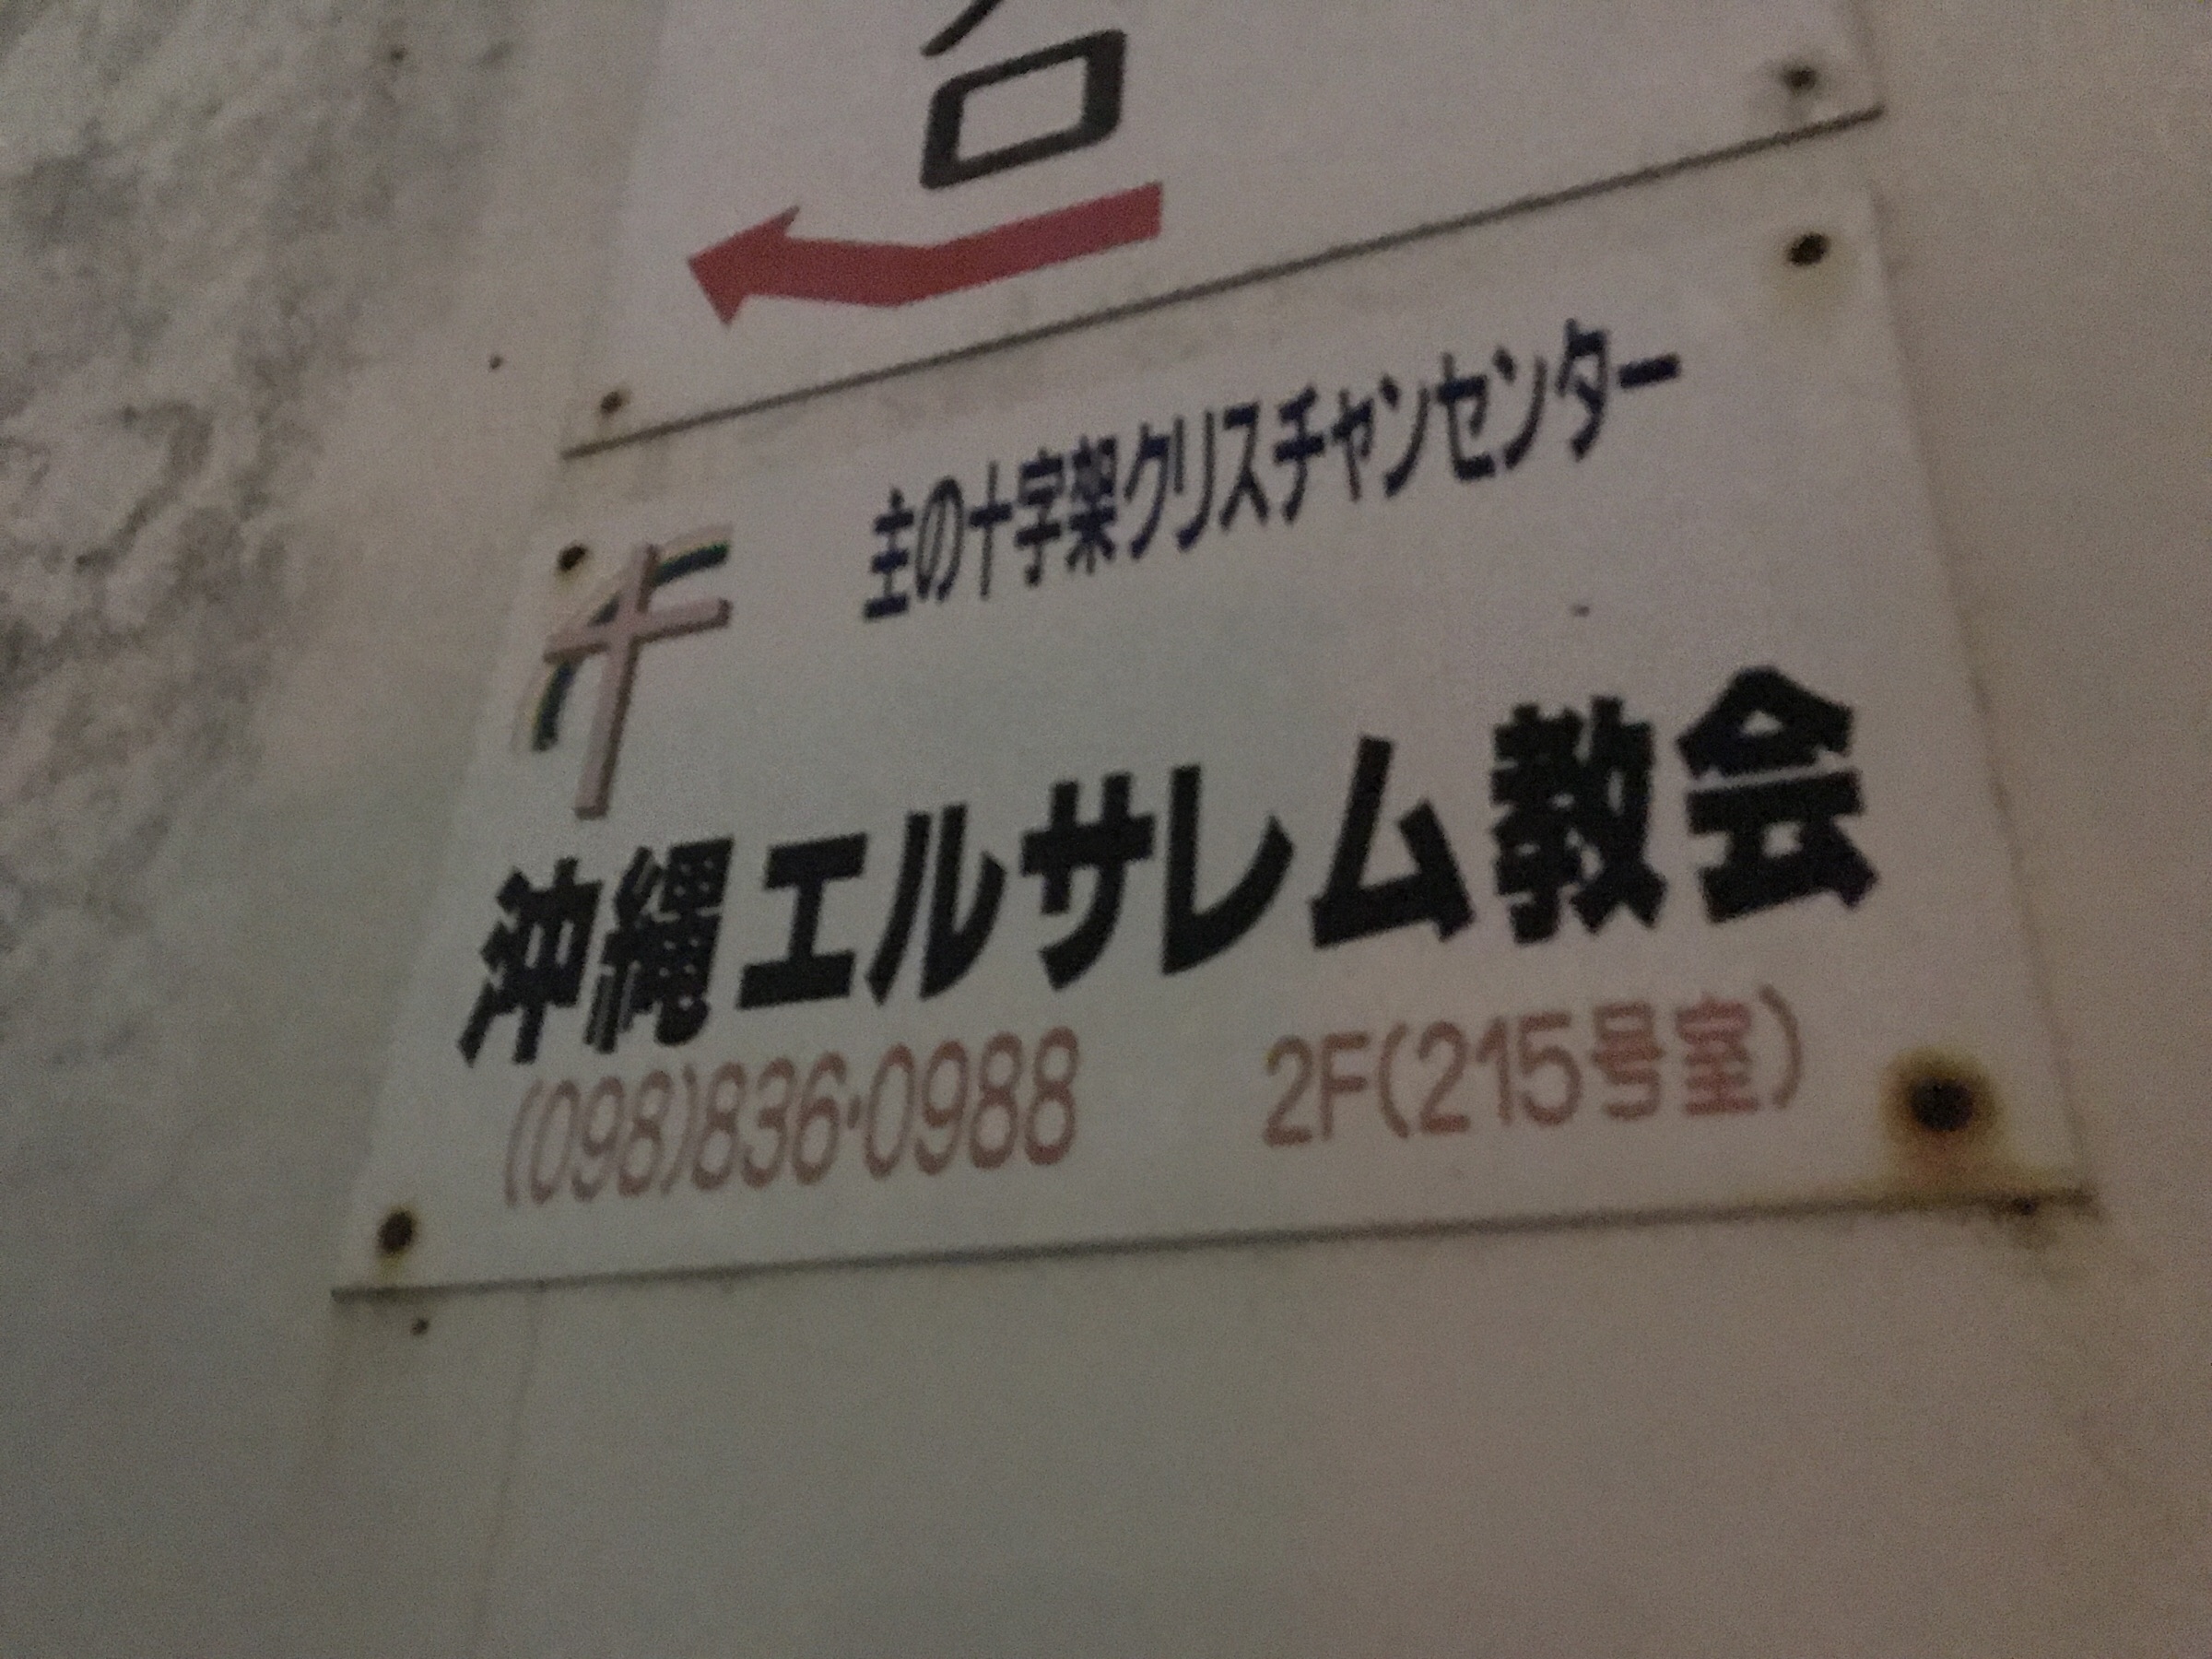 主の十字架クリスチャンセンター
沖縄エルサレム教会
(098)836・0988 2F(215号室)